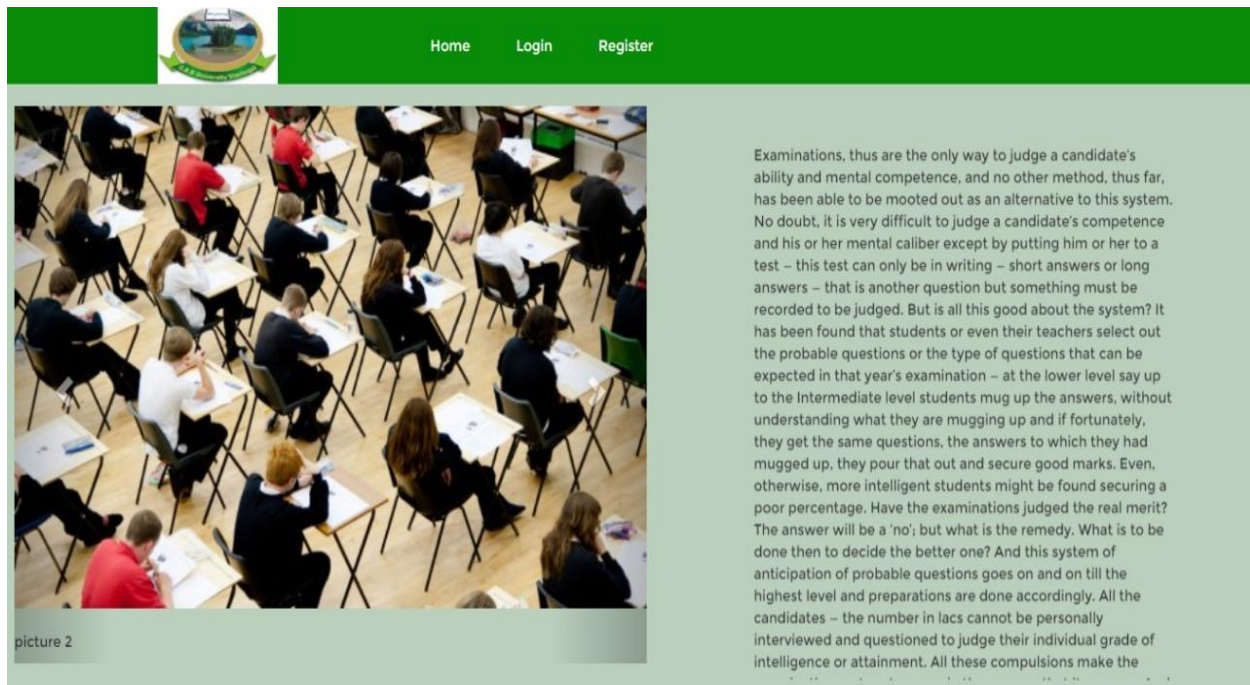 Home Login Register
Examinations, thus are the only way to judge a candidate's
ability and mental competence, and no other method, thus far,
has been able to be mooted out as an alternative to this system.
No doubt, it is very difficult to judge a candidate's competence
and his or her mental caliber except by putting him or her to a
test – this test can only be in writing – short answers or long
answers – that is another question but something must be
recorded to be judged. But is all this good about the system? It
has been found that students or even their teachers select out
the probable questions or the type of questions that can be
expected in that year's examination – at the lower level say up
to the Intermediate level students mug up the answers, without
understanding what they are mugging up and if fortunately,
they get the same questions, the answers to which they had
mugged up, they pour that out and secure good marks. Even,
otherwise, more intelligent students might be found securing a
poor percentage. Have the examinations judged the real merit?
The answer will be a 'no'; but what is the remedy. What is to be
done then to decide the better one? And this system of
anticipation of probable questions goes on and on till the
highest level and preparations are done accordingly. All the
candidates – the number in lacs cannot be personally
interviewed and questioned to judge their individual grade of
intelligence or attainment. All these compulsions make the
picture 2